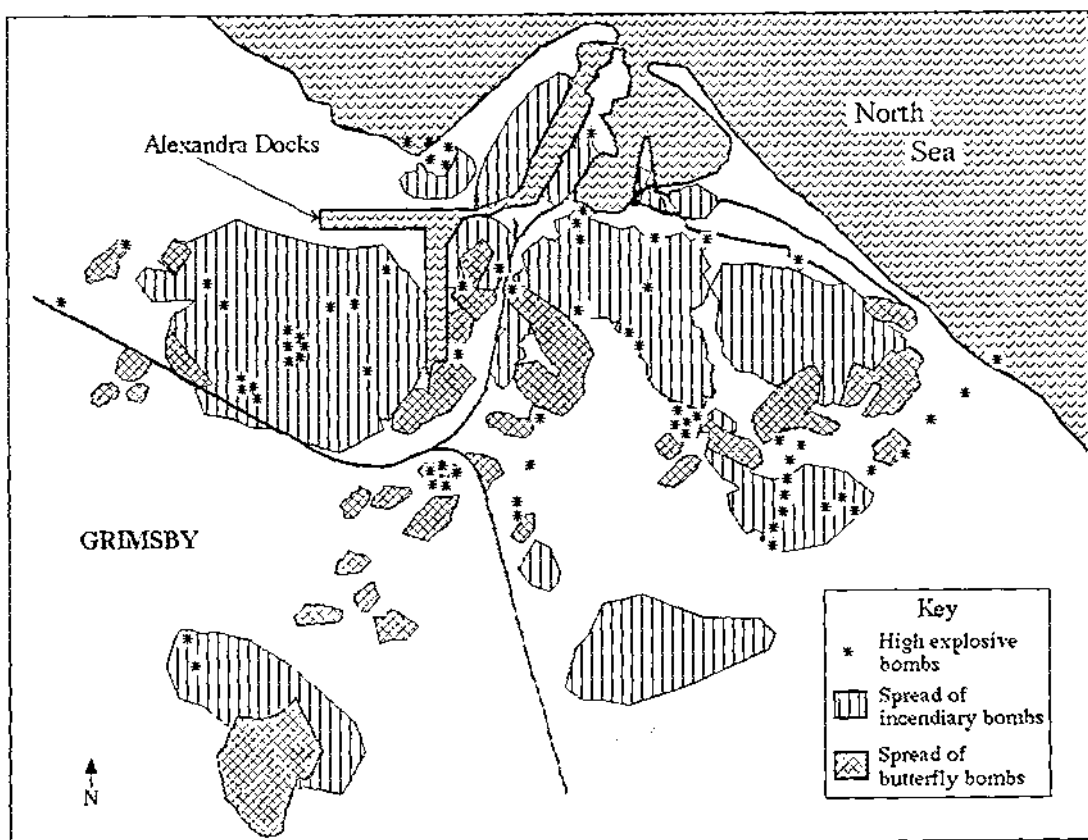 North
Sea
Alexandra Docks
GRIMSBY
Key
High explosive
bombs
Spread of
incendiary bombs
Spread of
butterfly bombs
N